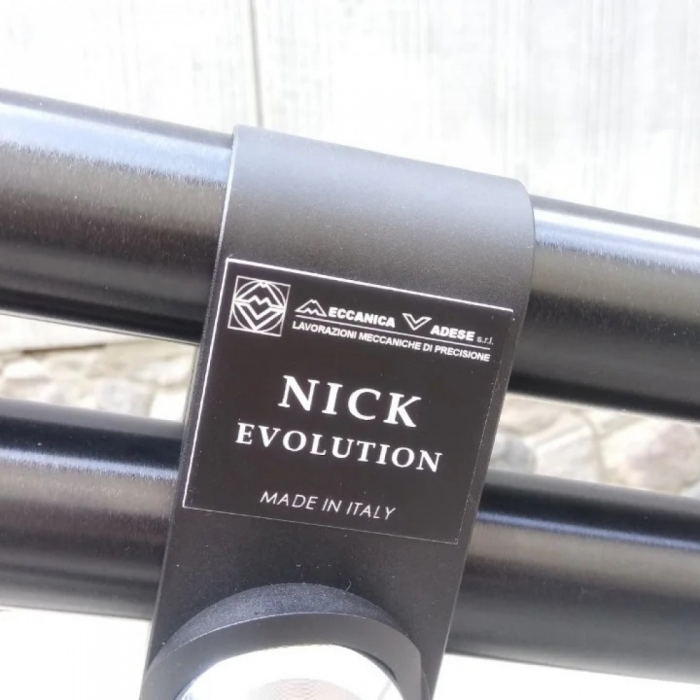 MECCANICA VADESE s.r.l.
LAVORAZIONI MECCANICHE DI PRECISIONE
NICK
EVOLUTION
MADE IN ITALY